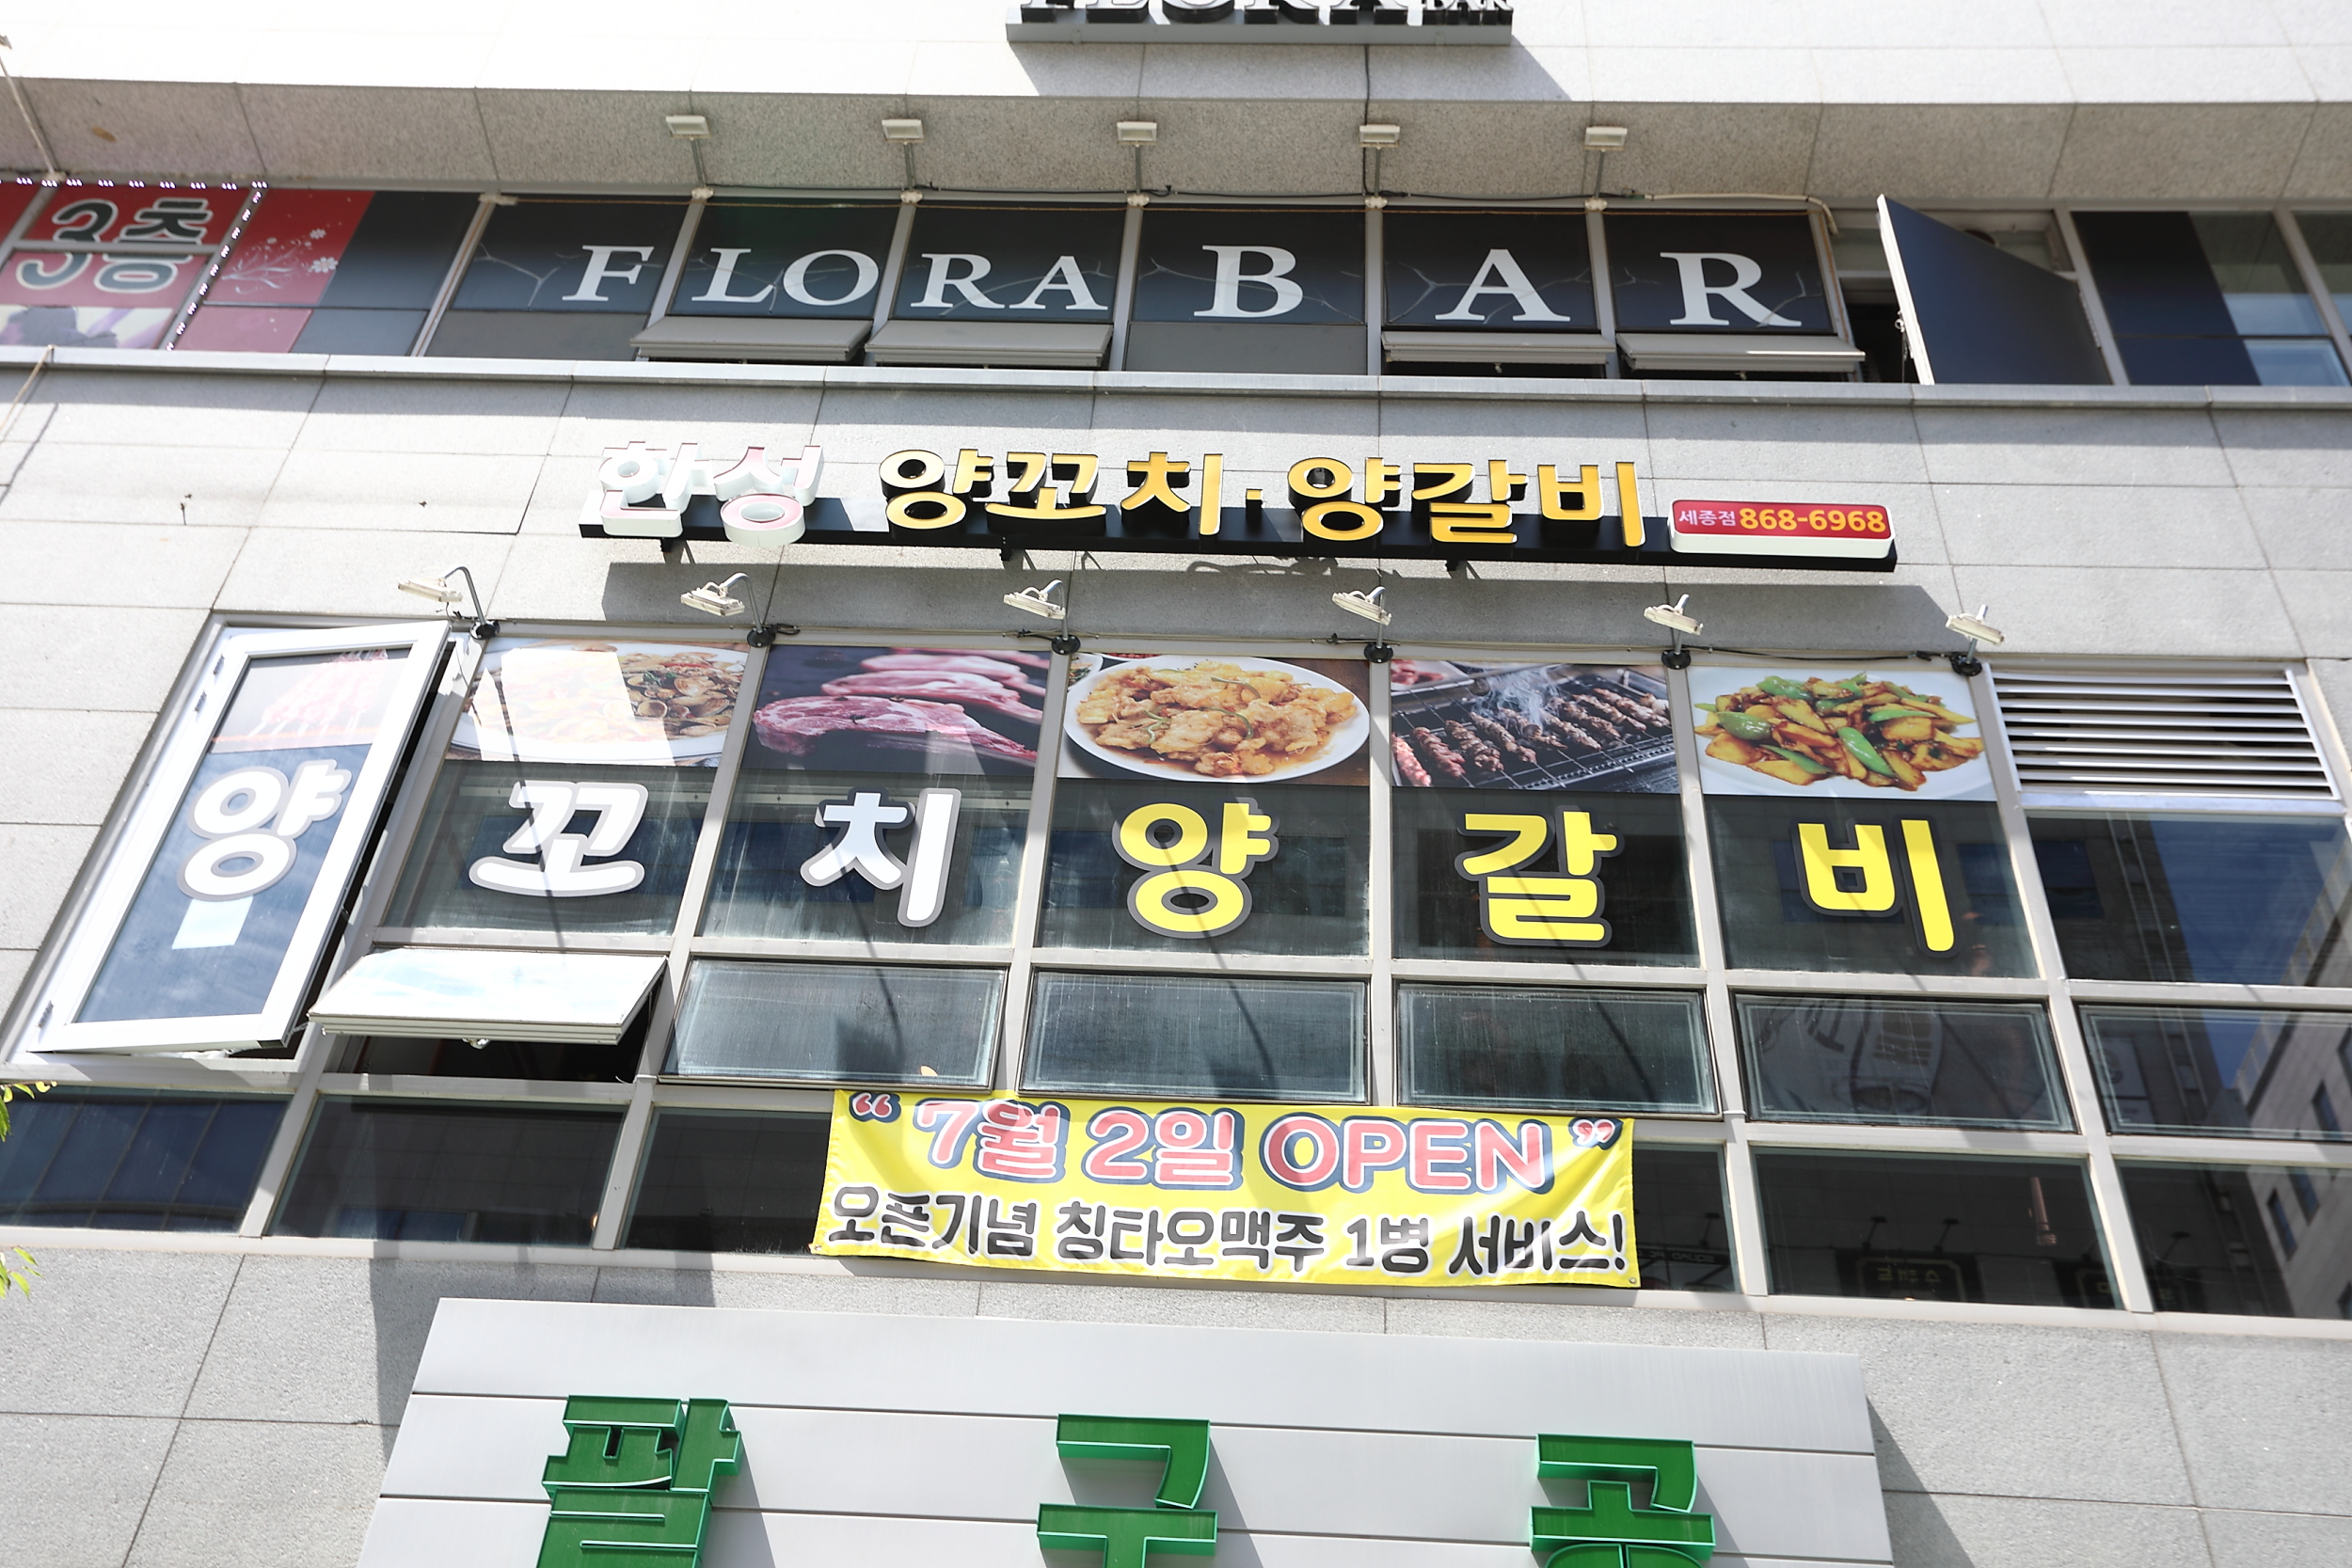 FLORA BAR
3층
FLORA BAR
한성 양꼬치·양갈비 세종점 868-6968
양꼬치양갈비
“7월 2일 OPEN”
오픈기념 칭타오맥주 1병 서비스!
팔구공